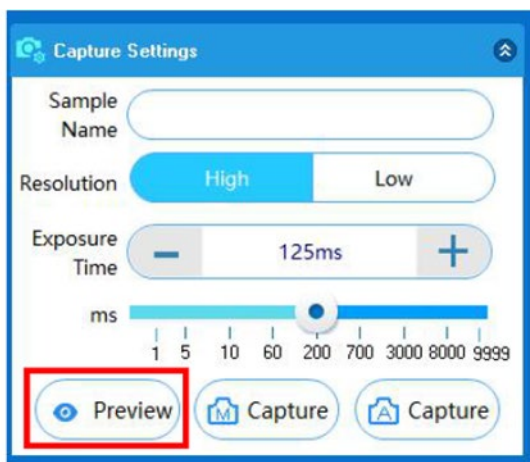 Capture Settings
Sample
Name
Resolution High Low
Exposure
Time
125ms
ms
1 5 10 60 200 700 3000 8000 9999
Preview M Capture A Capture